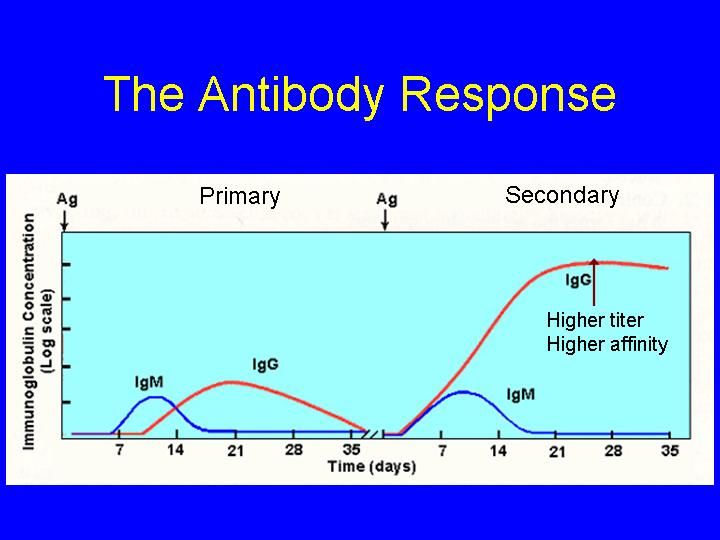 The Antibody Response
Ag
Primary
Ag
Secondary
Immunoglobulin Concentration
(Log scale)
IgM
IgG
IgG
Higher titer
Higher affinity
IgM
7 14 21 28 35 7 14 21 28 35
Time (days)